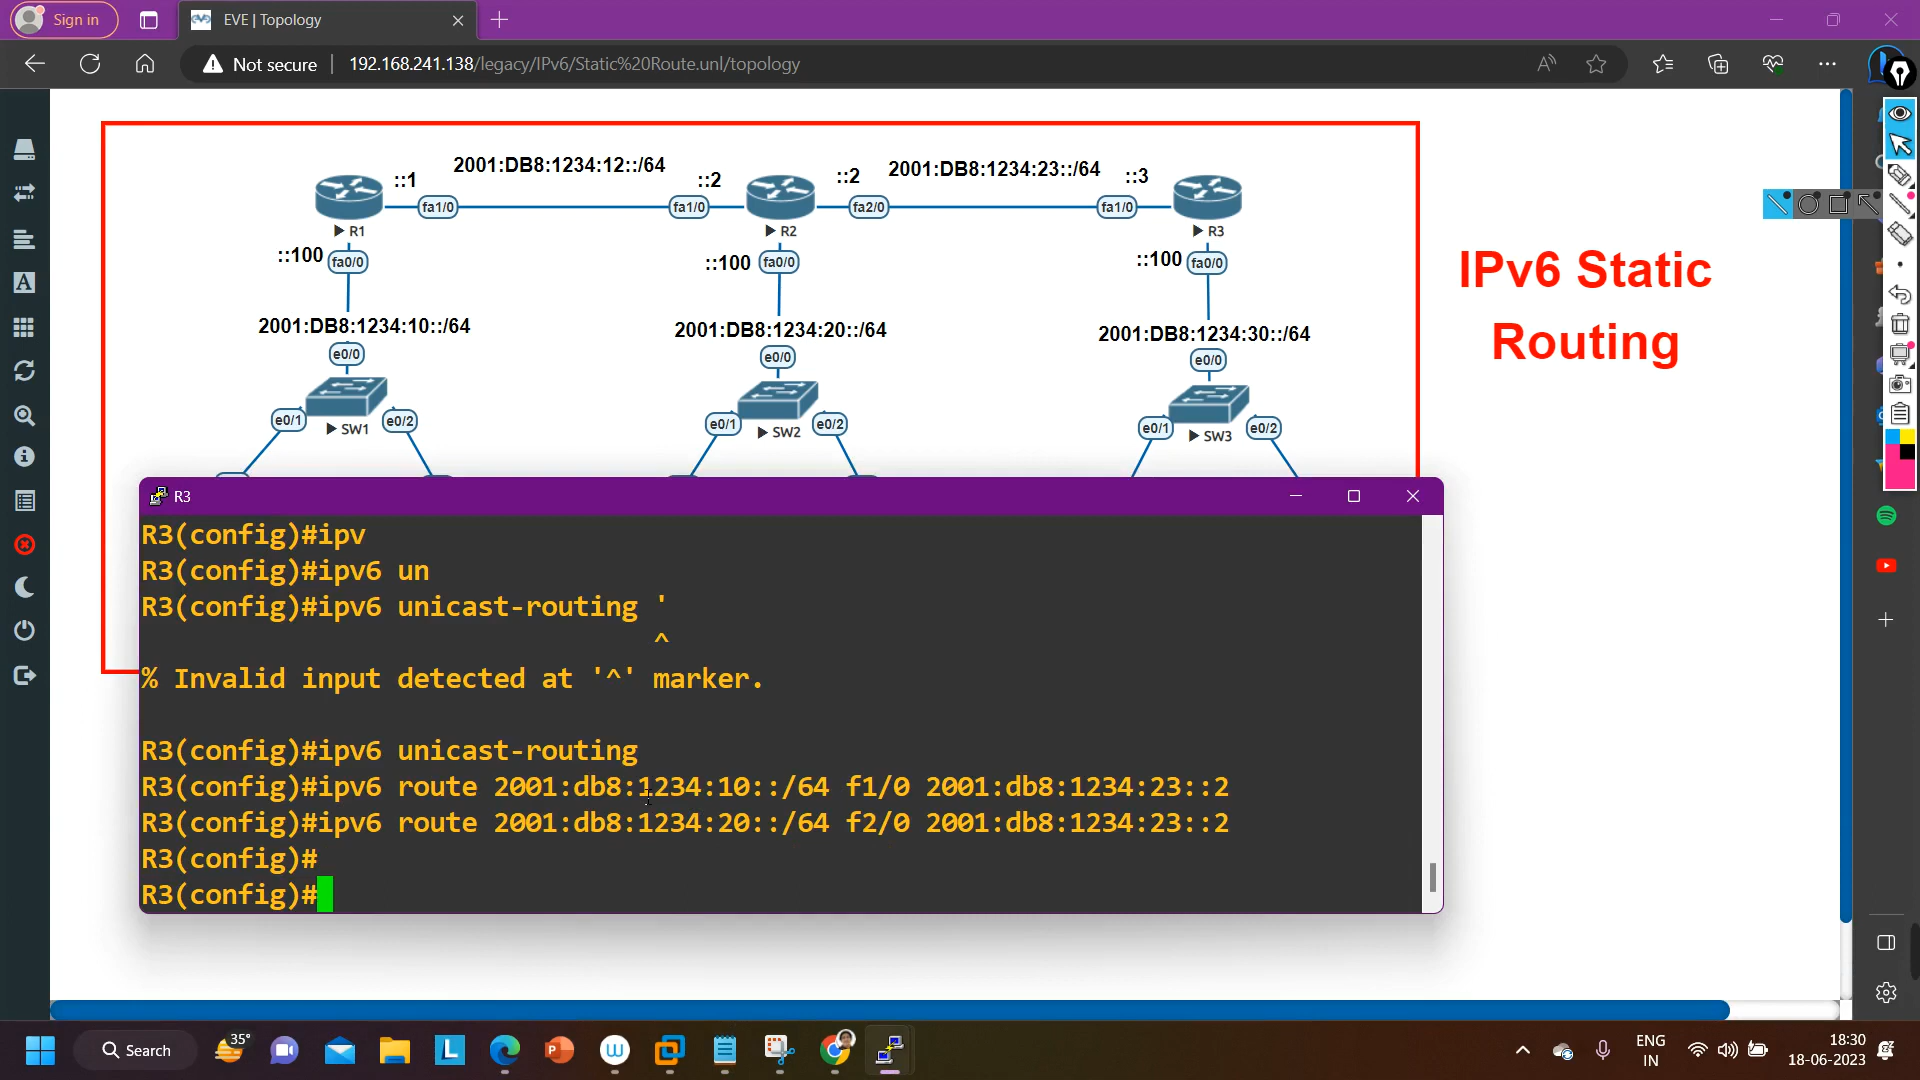 Sign in
EVE | Topology
Not secure
192.168.241.138/legacy/IPv6/Static%20Route.unl/topology
2001:DB8:1234:12::/64
2001:DB8:1234:23::/64
::1
::2
::2
::3
fa1/0
fa1/0
fa2/0
fa1/0
R1
R2
R3
::100
fa0/0
::100
fa0/0
::100
fa0/0
IPv6 Static
Routing
2001:DB8:1234:10::/64
2001:DB8:1234:20::/64
2001:DB8:1234:30::/64
e0/0
e0/0
e0/0
e0/1
SW1
e0/2
e0/1
SW2
e0/2
e0/1
SW3
e0/2
R3
R3(config)#ipv
R3(config)#ipv6 un
R3(config)#ipv6 unicast-routing '
^
% Invalid input detected at '^' marker.
R3(config)#ipv6 unicast-routing
R3(config)#ipv6 route 2001:db8:1234:10::/64 f1/0 2001:db8:1234:23::2
R3(config)#ipv6 route 2001:db8:1234:20::/64 f2/0 2001:db8:1234:23::2
R3(config)#
R3(config)#
Search
35°
ENG
IN
18:30
18-06-2023